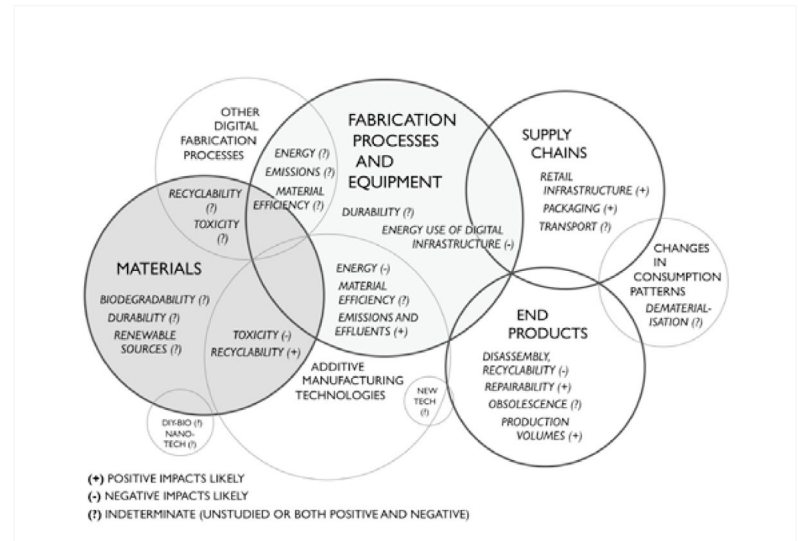 OTHER
DIGITAL
FABRICATION
PROCESSES
ENERGY (?)
EMISSIONS (?)
MATERIAL
EFFICIENCY (?)
FABRICATION
PROCESSES
AND
EQUIPMENT
DURABILITY (?)
ENERGY USE OF DIGITAL
INFRASTRUCTURE (-)
SUPPLY
CHAINS
RETAIL
INFRASTRUCTURE (+)
PACKAGING (+)
TRANSPORT (?)
RECYCLABILITY
(?)
TOXICITY
(?)
MATERIALS
BIODEGRADABILITY (?)
DURABILITY (?)
RENEWABLE
SOURCES (?)
ENERGY (-)
MATERIAL
EFFICIENCY (?)
EMISSIONS AND
EFFLUENTS (+)
TOXICITY (-)
RECYCLABILITY (+)
ADDITIVE
MANUFACTURING
TECHNOLOGIES
CHANGES
IN
CONSUMPTION
PATTERNS
DEMATERIAL-
ISATION (?)
END
PRODUCTS
DISASSEMBLY,
RECYCLABILITY (-)
REPAIRABILITY (+)
OBSOLESCENCE (?)
PRODUCTION
VOLUMES (+)
NEW
TECH
(?)
DIY-BIO (?)
NANO-
TECH (?)
(+) POSITIVE IMPACTS LIKELY
(-) NEGATIVE IMPACTS LIKELY
(?) INDETERMINATE (UNSTUDIED OR BOTH POSITIVE AND NEGATIVE)